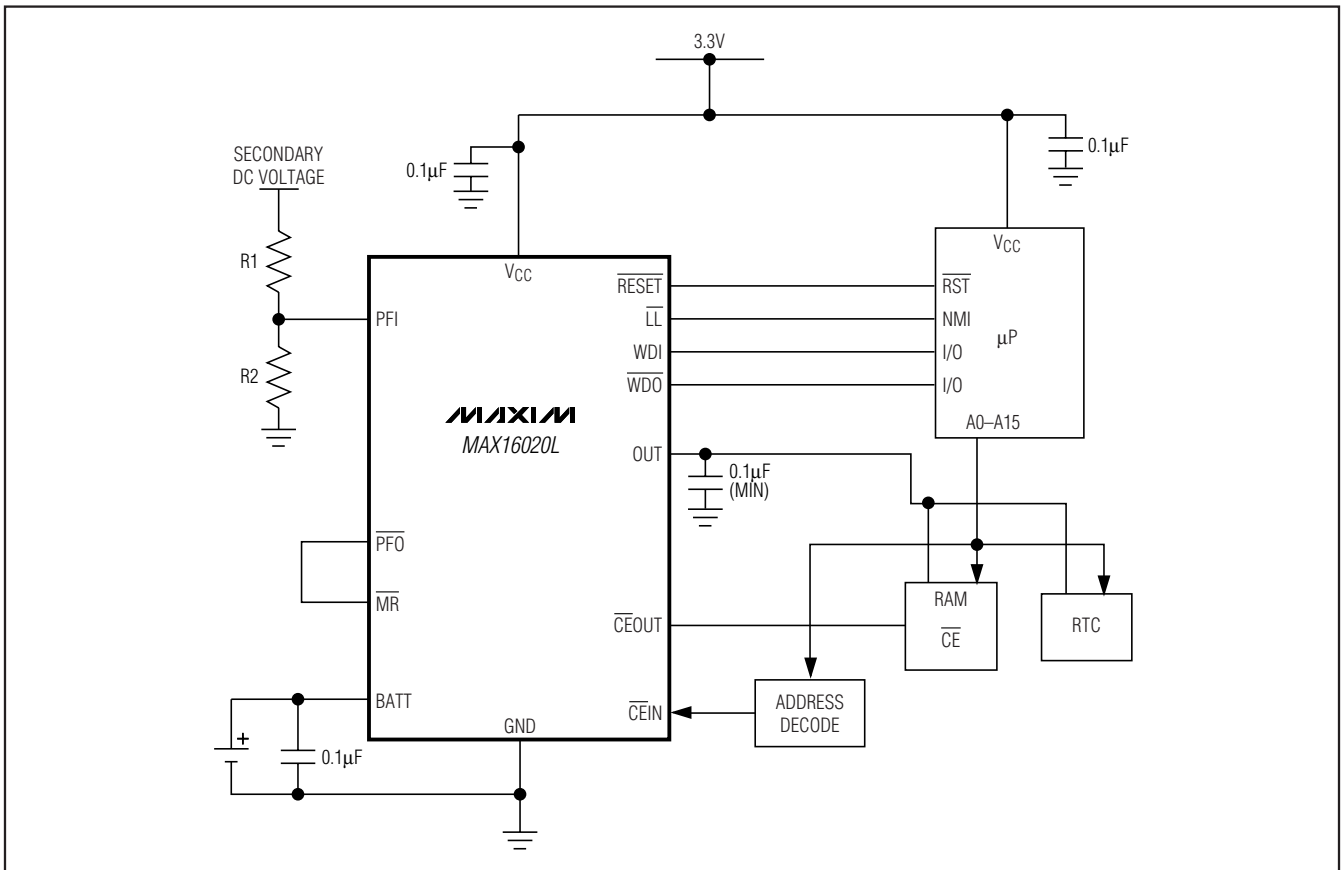 3.3V
0.1μF
0.1μF
SECONDARY
DC VOLTAGE
R1
R2
VCC
PFI
MAXIM
MAX16020L
PFO
MR
BATT
GND
RESET
LL
WDI
WDO
OUT
CEOUT
CEIN
VCC
RST
NMI
μP
I/O
I/O
A0–A15
0.1μF
(MIN)
RAM
CE
RTC
ADDRESS
DECODE
+
0.1μF